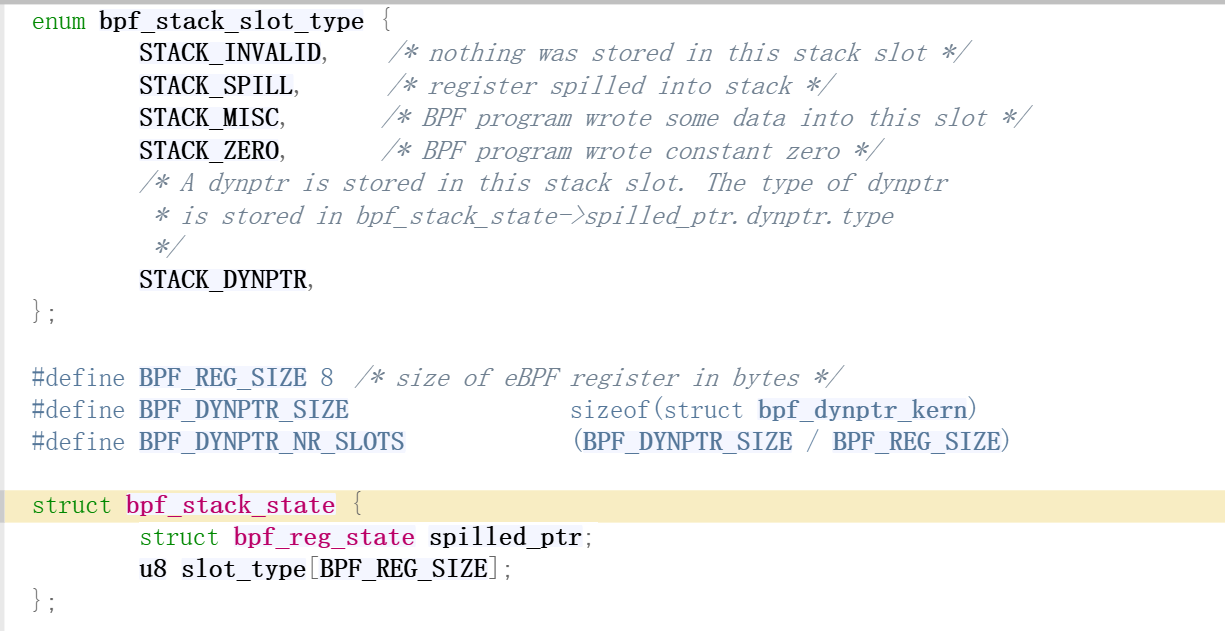 enum bpf_stack_slot_type {
        STACK_INVALID,    /* nothing was stored in this stack slot */
        STACK_SPILL,      /* register spilled into stack */
        STACK_MISC,       /* BPF program wrote some data into this slot */
        STACK_ZERO,       /* BPF program wrote constant zero */
        /* A dynptr is stored in this stack slot. The type of dynptr
         * is stored in bpf_stack_state->spilled_ptr.dynptr.type
         */
        STACK_DYNPTR,
};

#define BPF_REG_SIZE 8  /* size of eBPF register in bytes */
#define BPF_DYNPTR_SIZE                 sizeof(struct bpf_dynptr_kern)
#define BPF_DYNPTR_NR_SLOTS             (BPF_DYNPTR_SIZE / BPF_REG_SIZE)

struct bpf_stack_state {
        struct bpf_reg_state spilled_ptr;
        u8 slot_type[BPF_REG_SIZE];
};